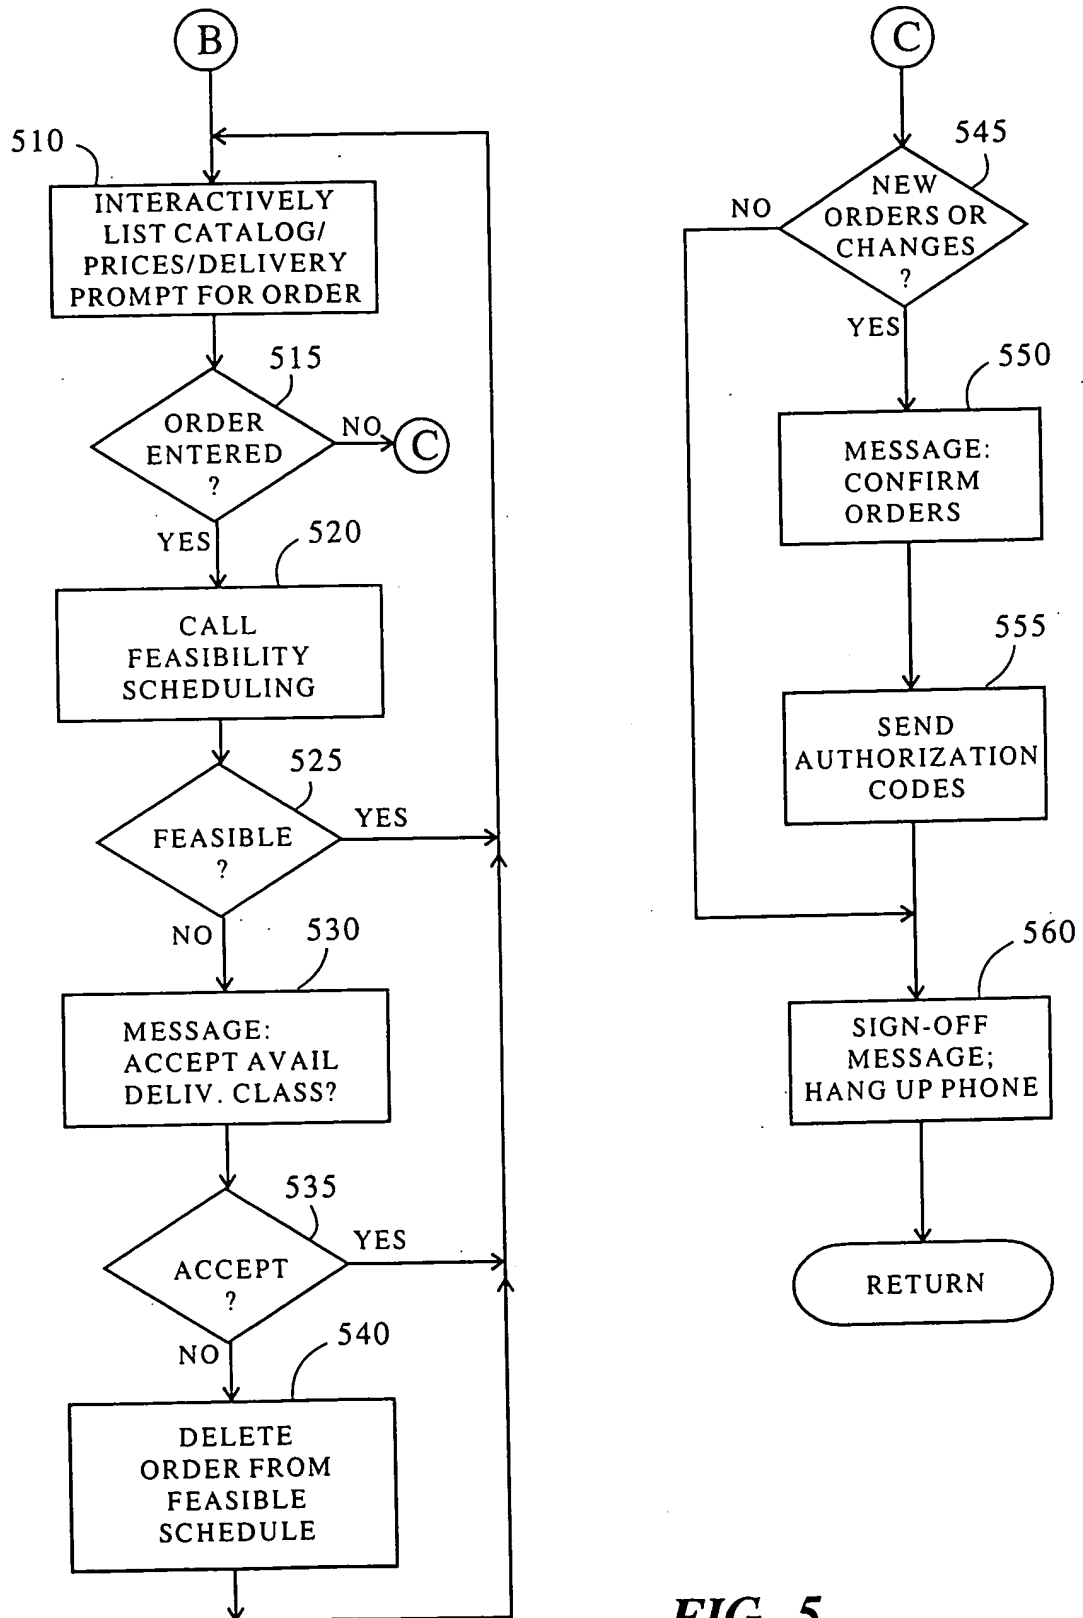 B
510
INTERACTIVELY
LIST CATALOG/
PRICES/DELIVERY
PROMPT FOR ORDER
515
ORDER
ENTERED
?
NO
C
YES
520
CALL
FEASIBILITY
SCHEDULING
525
FEASIBLE
?
YES
NO
530
MESSAGE:
ACCEPT AVAIL
DELIV. CLASS?
535
ACCEPT
?
YES
NO
540
DELETE
ORDER FROM
FEASIBLE
SCHEDULE
C
545
NEW
ORDERS OR
CHANGES
?
NO
YES
550
MESSAGE:
CONFIRM
ORDERS
555
SEND
AUTHORIZATION
CODES
560
SIGN-OFF
MESSAGE;
HANG UP PHONE
RETURN
FIG. 5